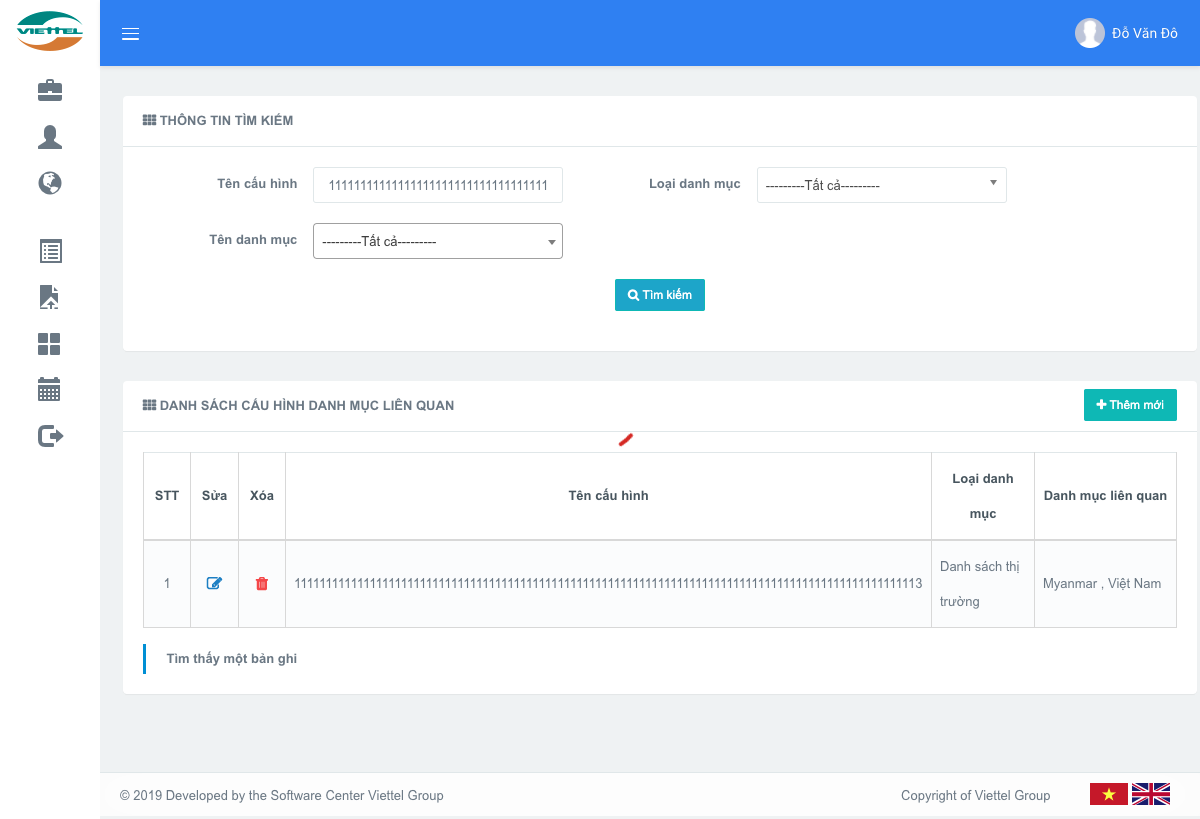 VIETTEL
Đỗ Văn Đô
THÔNG TIN TÌM KIẾM
Tên cấu hình
Loại danh mục
---------Tất cả---------
Tên danh mục
---------Tất cả---------
Tìm kiếm
DANH SÁCH CẤU HÌNH DANH MỤC LIÊN QUAN
Thêm mới
STT
Sửa
Xóa
Tên cấu hình
Loại danh
mục
Danh mục liên quan
1
Danh sách thị
trường
Myanmar , Việt Nam
Tìm thấy một bản ghi
© 2019 Developed by the Software Center Viettel Group
Copyright of Viettel Group